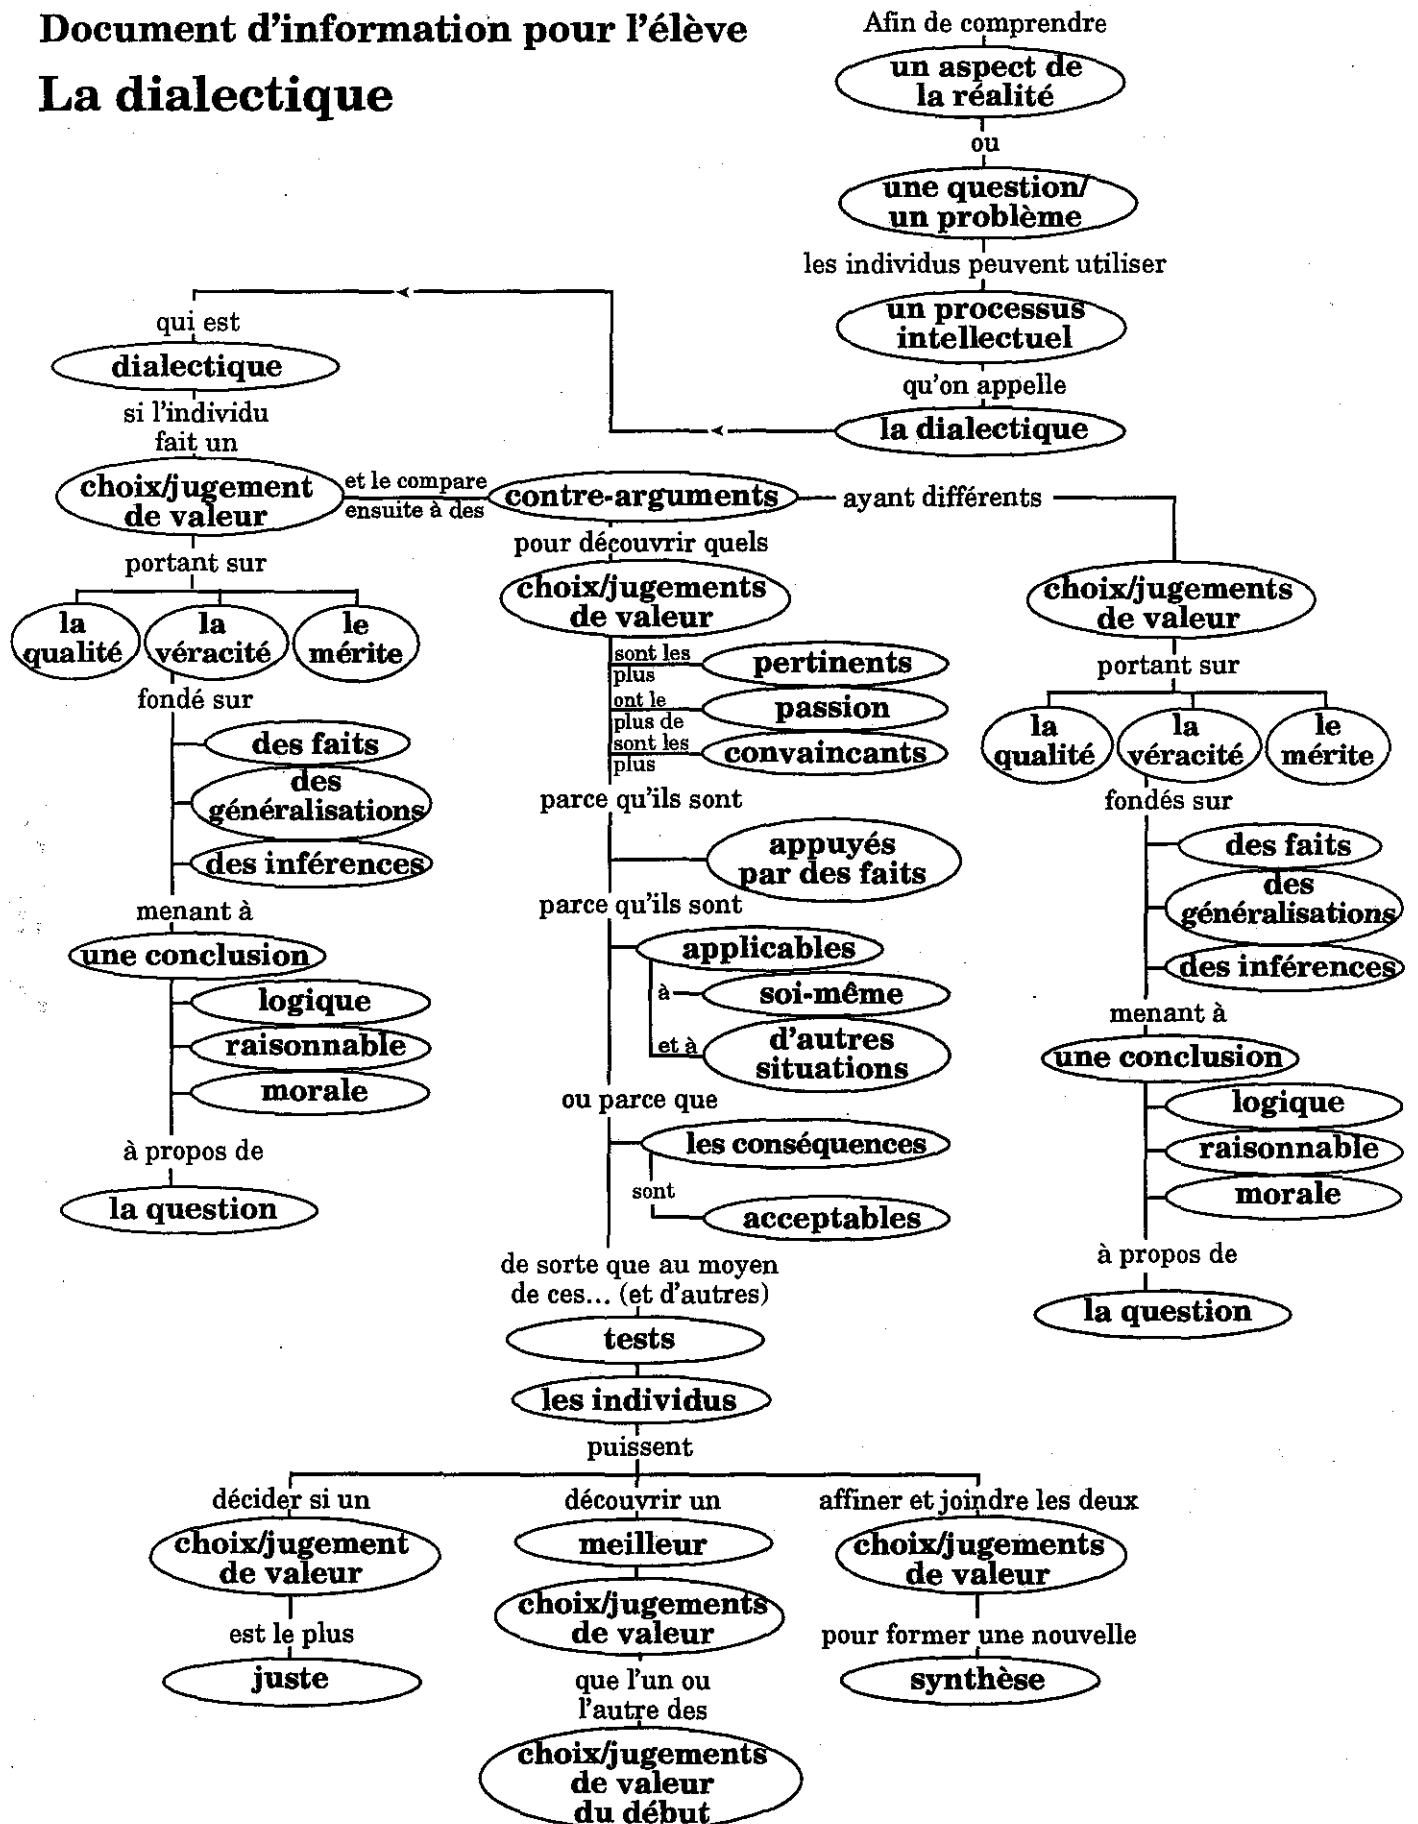 Document d'information pour l'élève
La dialectique
Afin de comprendre
un aspect de
la réalité
ou
une question/
un problème
les individus peuvent utiliser
un processus
intellectuel
qu'on appelle
la dialectique
qui est
dialectique
si l'individu
fait un
choix/jugement
de valeur
et le compare
ensuite à des
contre-arguments
ayant différents
portant sur
la
qualité
la
véracité
le
mérite
fondé sur
des faits
des
généralisations
des inférences
menant à
une conclusion
logique
raisonnable
morale
à propos de
la question
pour découvrir quels
choix/jugements
de valeur
sont les
plus
pertinents
ont le
plus de
passion
sont les
plus
convaincants
parce qu'ils sont
appuyés
par des faits
parce qu'ils sont
applicables
à
soi-même
et à
d'autres
situations
ou parce que
les conséquences
sont
acceptables
de sorte que au moyen
de ces... (et d'autres)
tests
les individus
puissent
choix/jugements
de valeur
portant sur
la
qualité
la
véracité
le
mérite
fondés sur
des faits
des
généralisations
des inférences
menant à
une conclusion
logique
raisonnable
morale
à propos de
la question
décider si un
choix/jugement
de valeur
est le plus
juste
découvrir un
meilleur
choix/jugements
de valeur
que l'un ou
l'autre des
choix/jugements
de valeur
du début
affiner et joindre les deux
choix/jugements
de valeur
pour former une nouvelle
synthèse